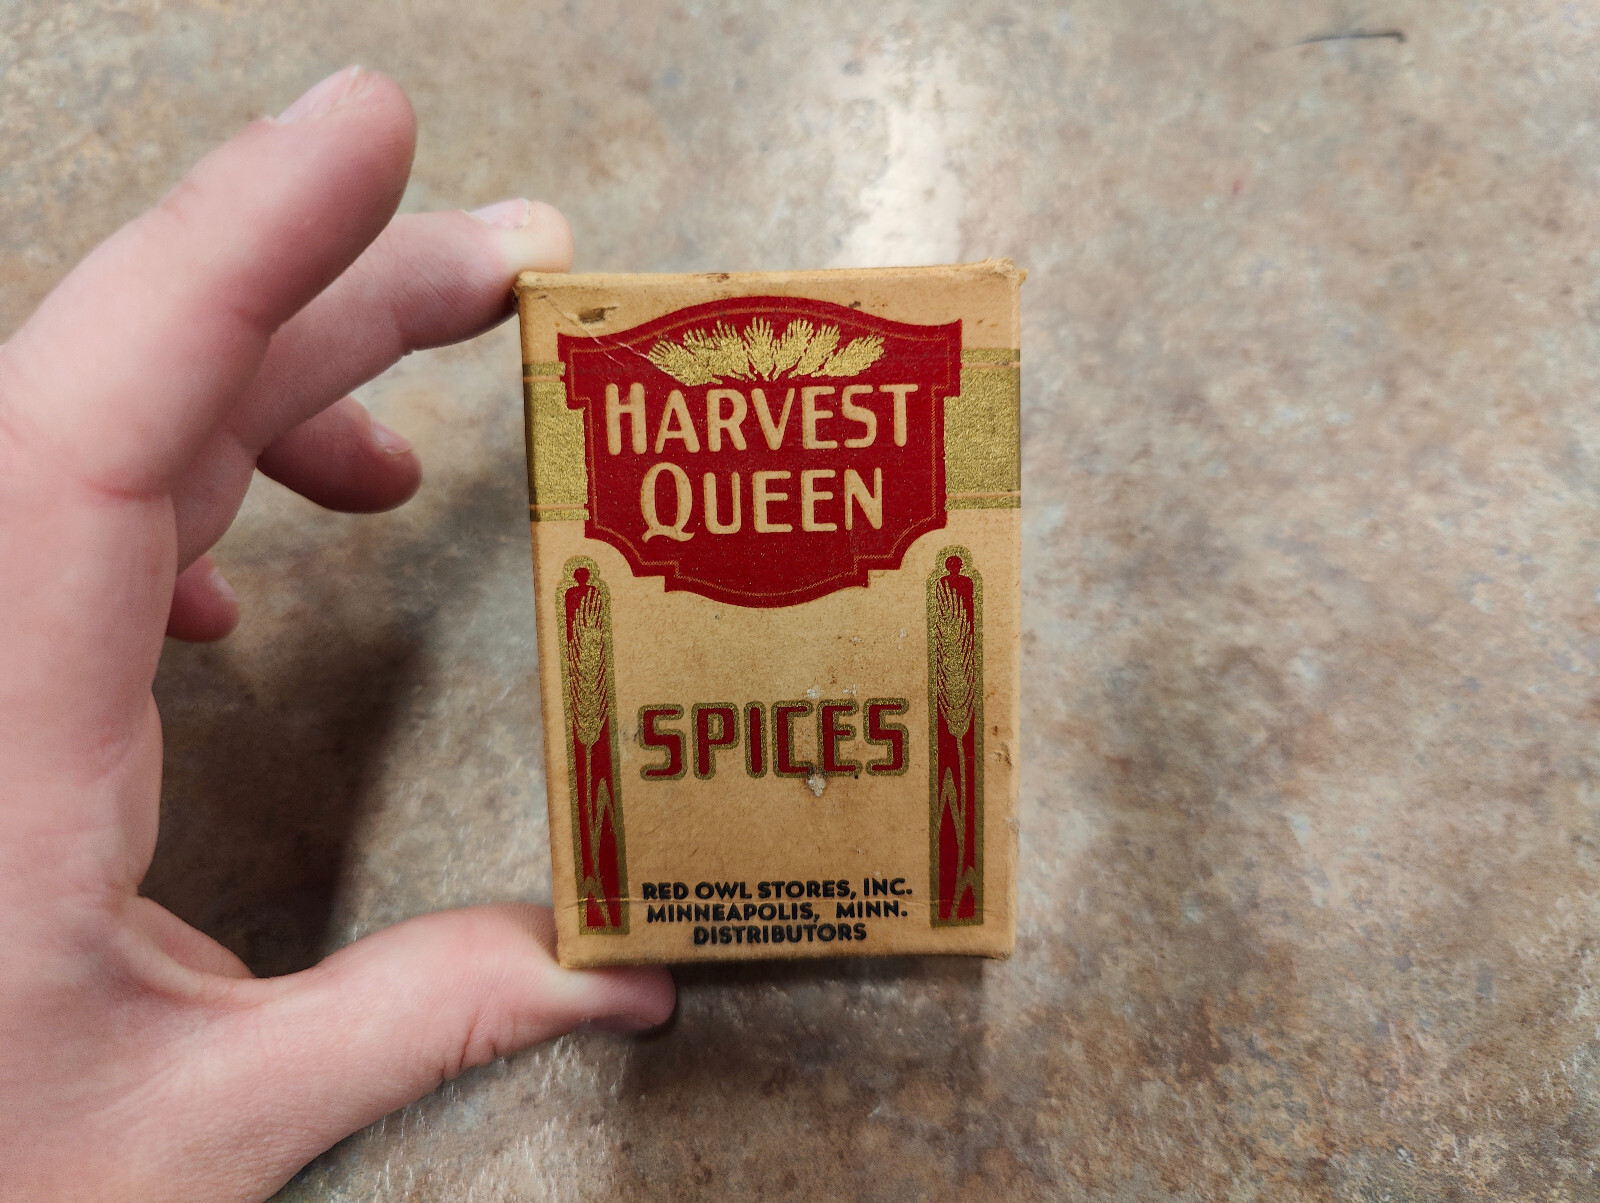 HARVEST
QUEEN
SPICES
RED OWL STORES, INC.
MINNEAPOLIS, MINN.
DISTRIBUTORS